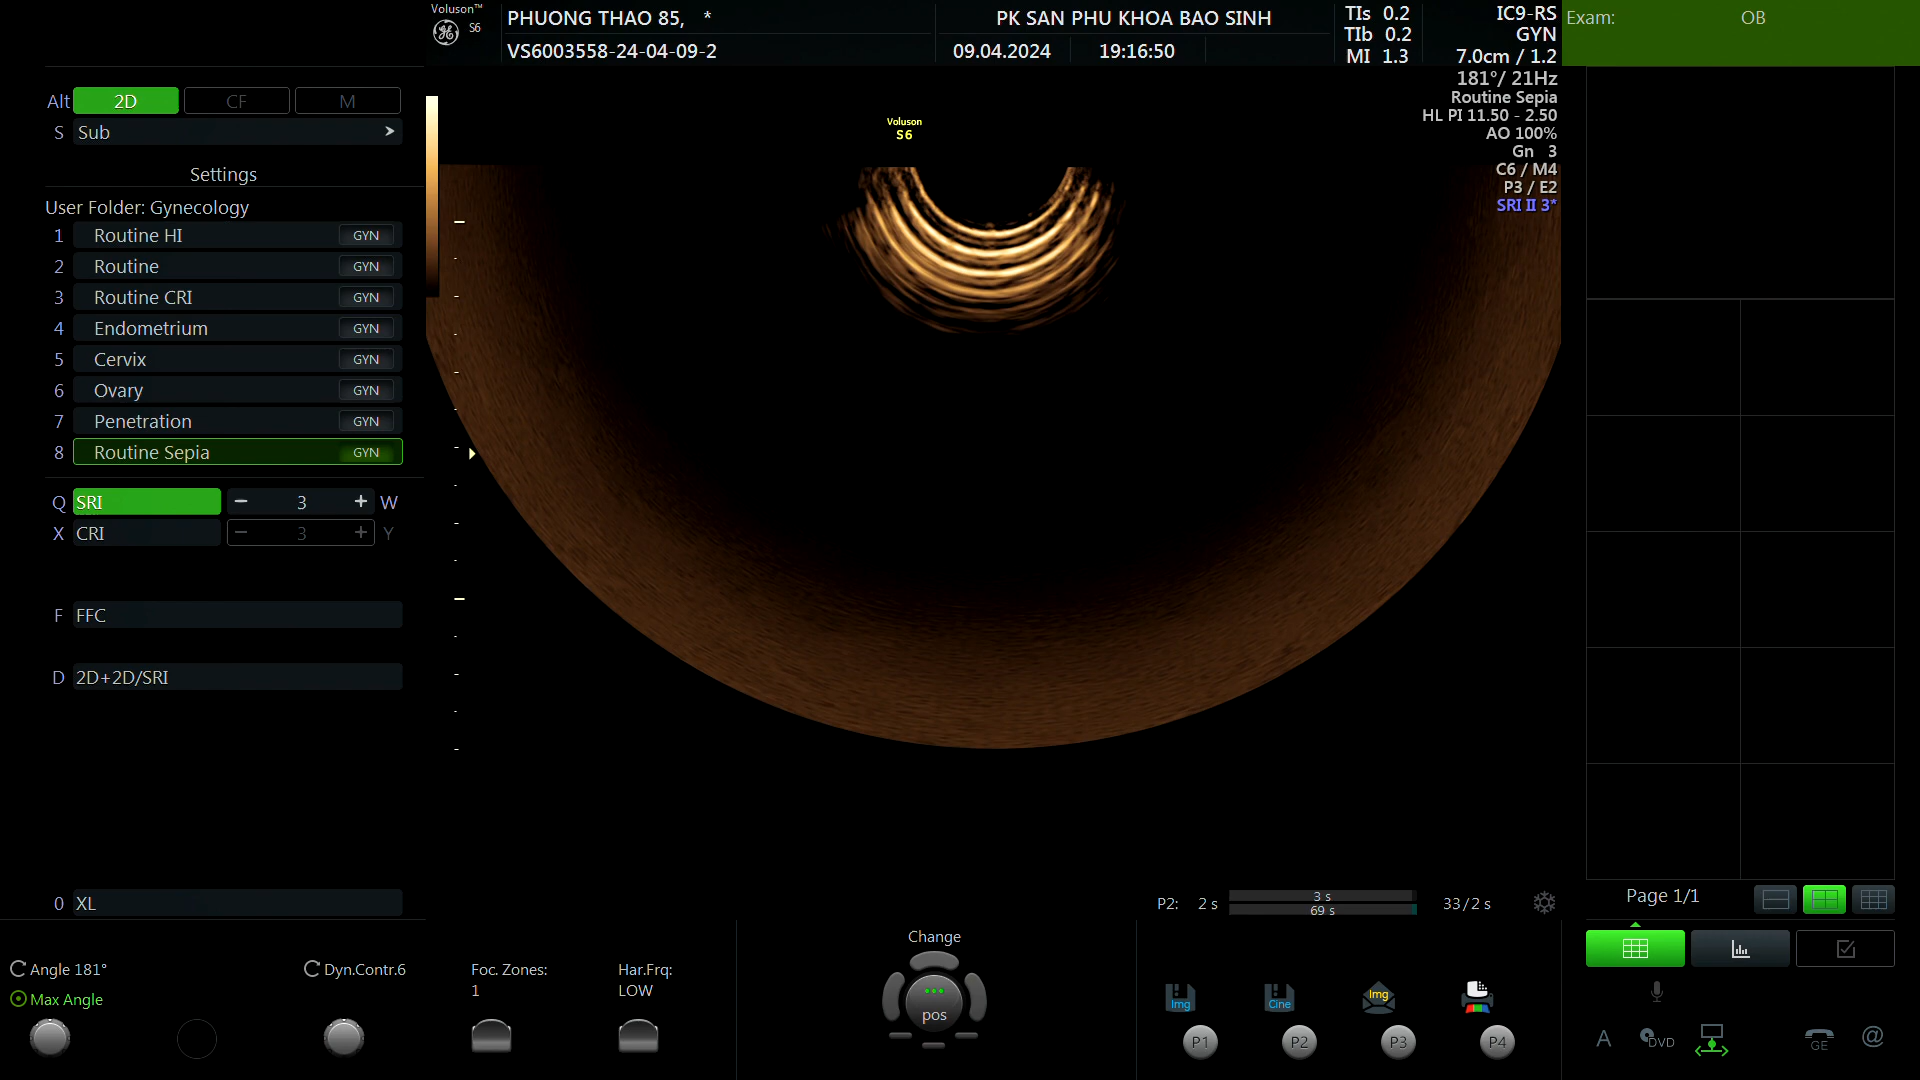 Voluson™
S6
PHUONG THAO 85,   *
PK SAN PHU KHOA BAO SINH
VS6003558-24-04-09-2
09.04.2024
19:16:50
TIs 0.2
TIb 0.2
MI 1.3
IC9-RS
GYN
7.0cm / 1.2
181°/ 21Hz
Routine Sepia
HL PI 11.50 - 2.50
AO 100%
Gn 3
C6 / M4
P3 / E2
SRI II 3*
Exam: OB
Alt 2D CF M
S Sub >
Settings
User Folder: Gynecology
1 Routine HI GYN
2 Routine GYN
3 Routine CRI GYN
4 Endometrium GYN
5 Cervix GYN
6 Ovary GYN
7 Penetration GYN
8 Routine Sepia GYN
Q SRI − 3 + W
X CRI − 3 + Y
F FFC
D 2D+2D/SRI
0 XL
Voluson
S6
P2: 2 s 3 s 69 s 33/2 s
Page 1/1
Angle 181°
Max Angle
Dyn.Contr.6
Foc. Zones:
1
Har.Frq:
LOW
Change
pos
Img Cine Img
P1 P2 P3 P4
A DVD GE @